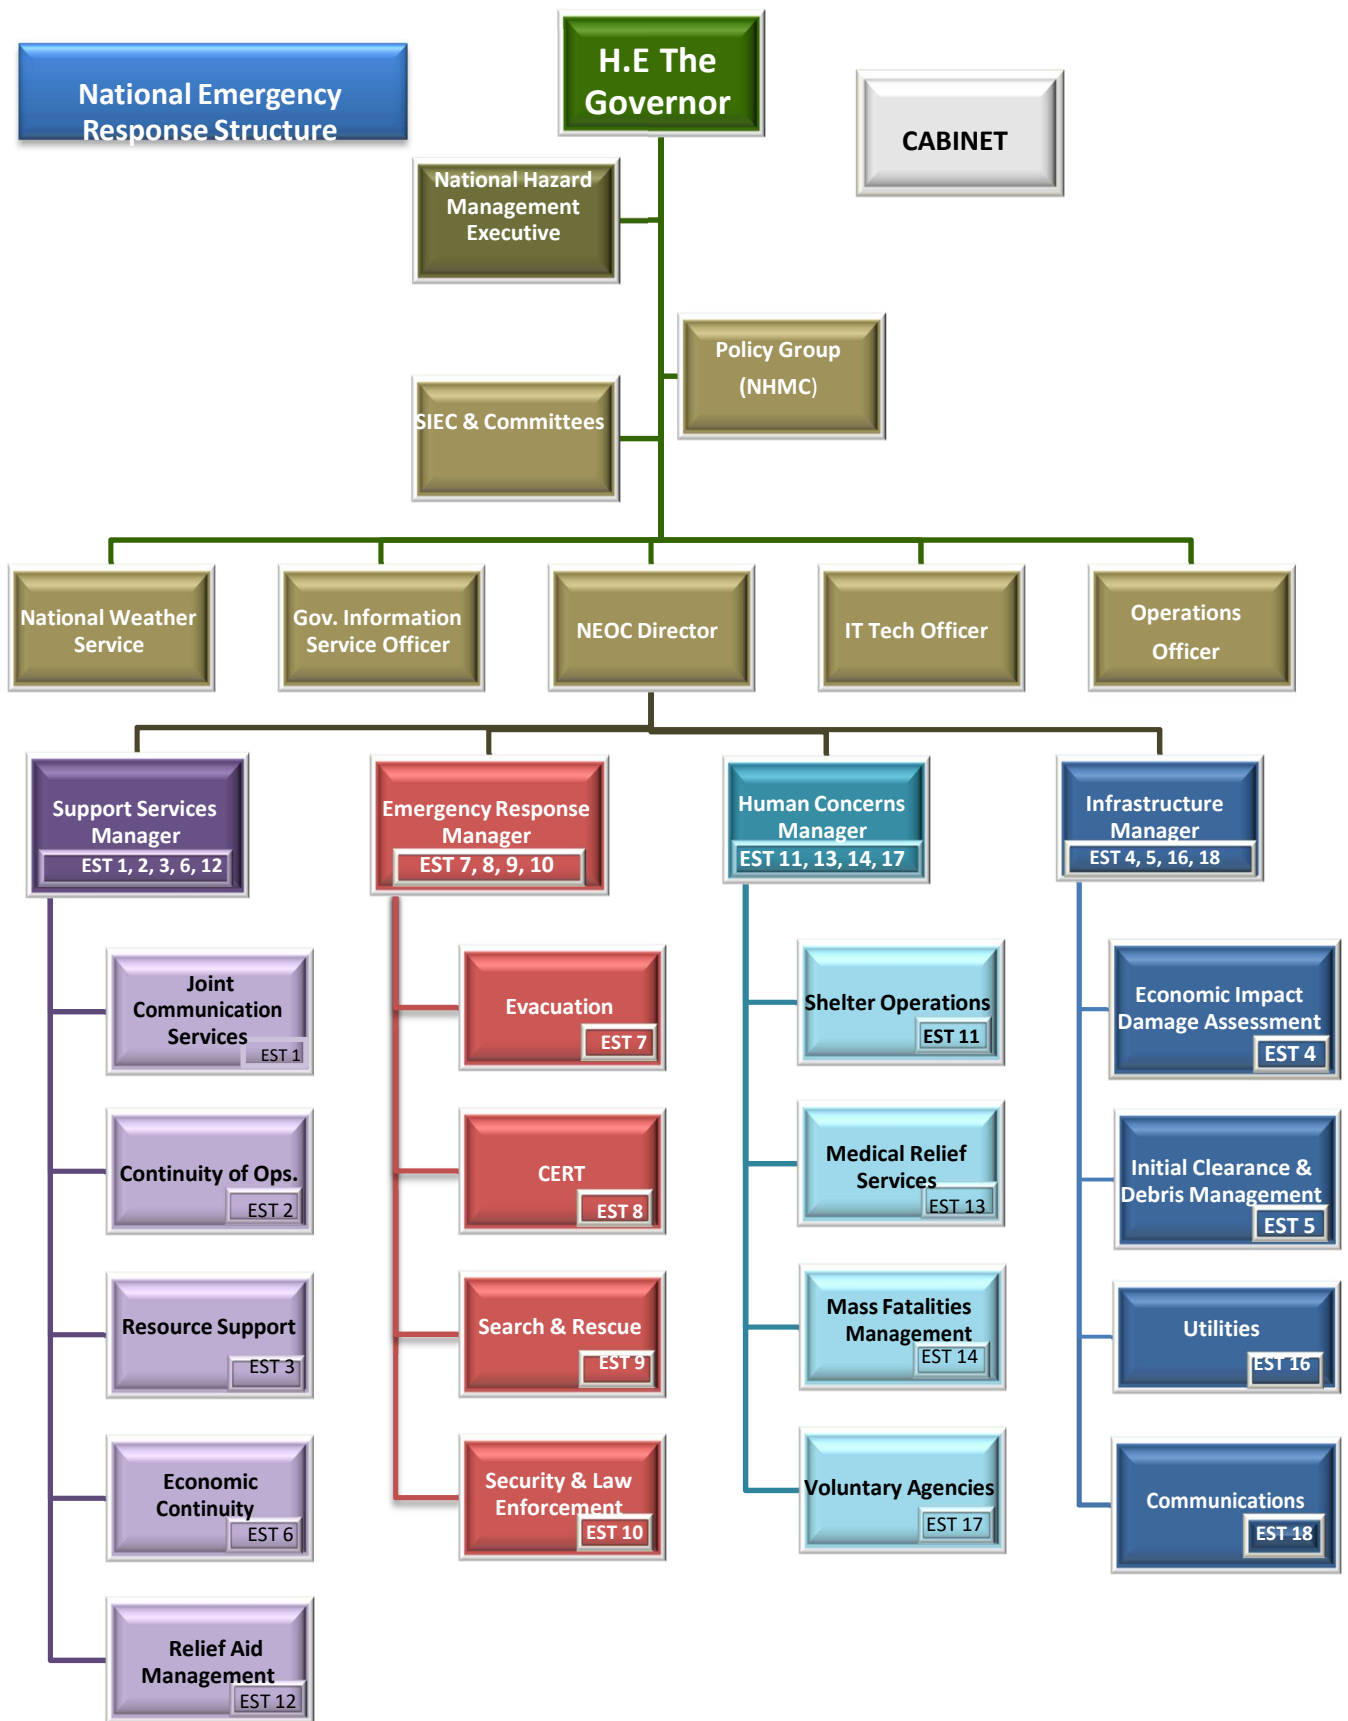 National Emergency
Response Structure
H.E The
Governor
CABINET
National Hazard
Management
Executive
Policy Group
(NHMC)
SIEC & Committees
National Weather
Service
Gov. Information
Service Officer
NEOC Director
IT Tech Officer
Operations
Officer
Support Services
Manager
EST 1, 2, 3, 6, 12
Emergency Response
Manager
EST 7, 8, 9, 10
Human Concerns
Manager
EST 11, 13, 14, 17
Infrastructure
Manager
EST 4, 5, 16, 18
Joint
Communication
Services
EST 1
Evacuation
EST 7
Shelter Operations
EST 11
Economic Impact
Damage Assessment
EST 4
Continuity of Ops.
EST 2
CERT
EST 8
Medical Relief
Services
EST 13
Initial Clearance &
Debris Management
EST 5
Resource Support
EST 3
Search & Rescue
EST 9
Mass Fatalities
Management
EST 14
Utilities
EST 16
Economic
Continuity
EST 6
Security & Law
Enforcement
EST 10
Voluntary Agencies
EST 17
Communications
EST 18
Relief Aid
Management
EST 12